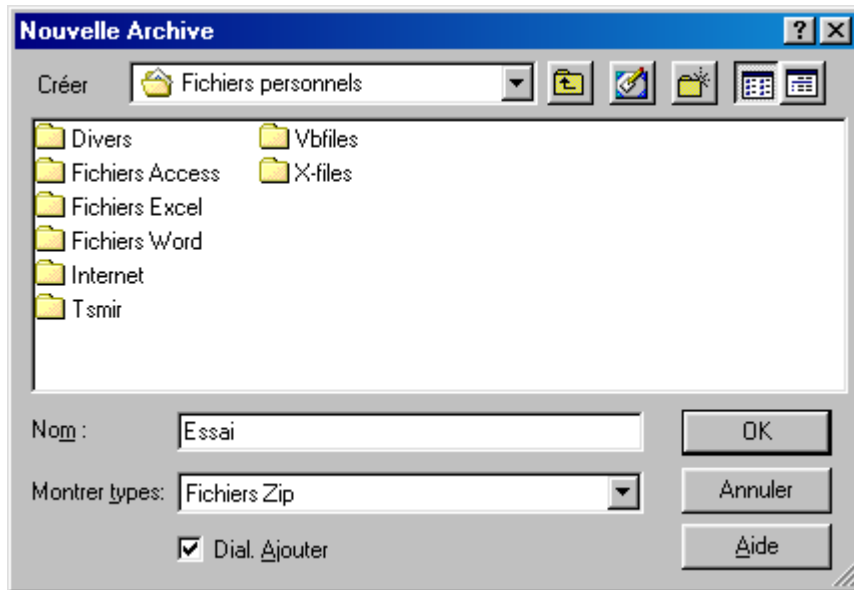 Nouvelle Archive
Créer Fichiers personnels
Divers Vbfiles
Fichiers Access X-files
Fichiers Excel
Fichiers Word
Internet
Tsmir
Nom : Essai OK
Montrer types: Fichiers Zip Annuler
Dial. Ajouter Aide